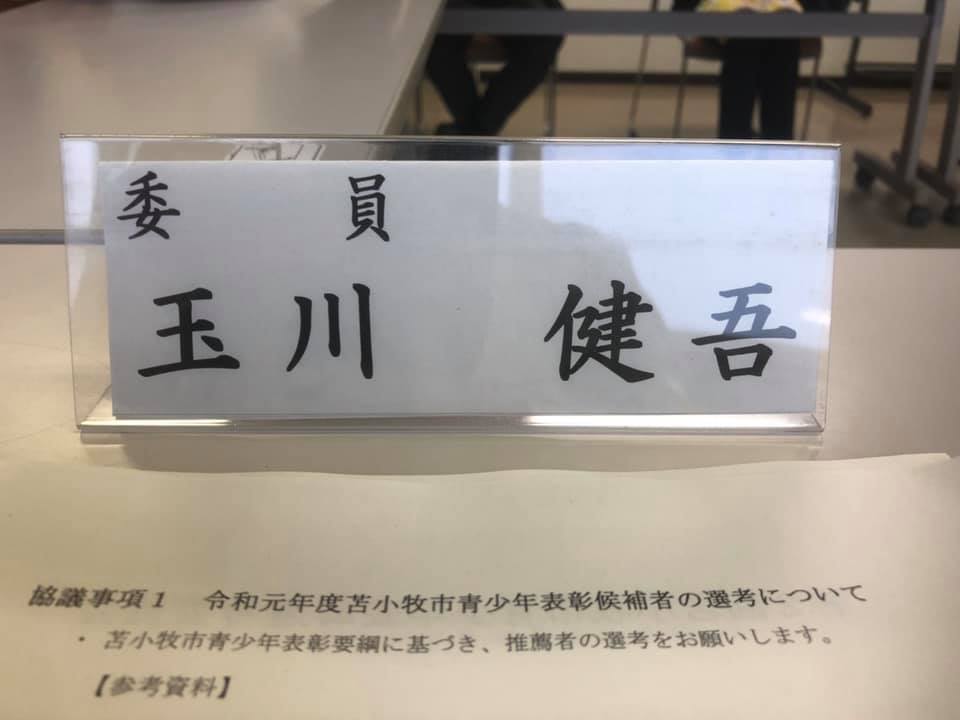 委員
玉川 健吾
協議事項1 令和元年度苫小牧市青少年表彰候補者の選考について
・苫小牧市青少年表彰要綱に基づき、推薦者の選考をお願いします。
【参考資料】